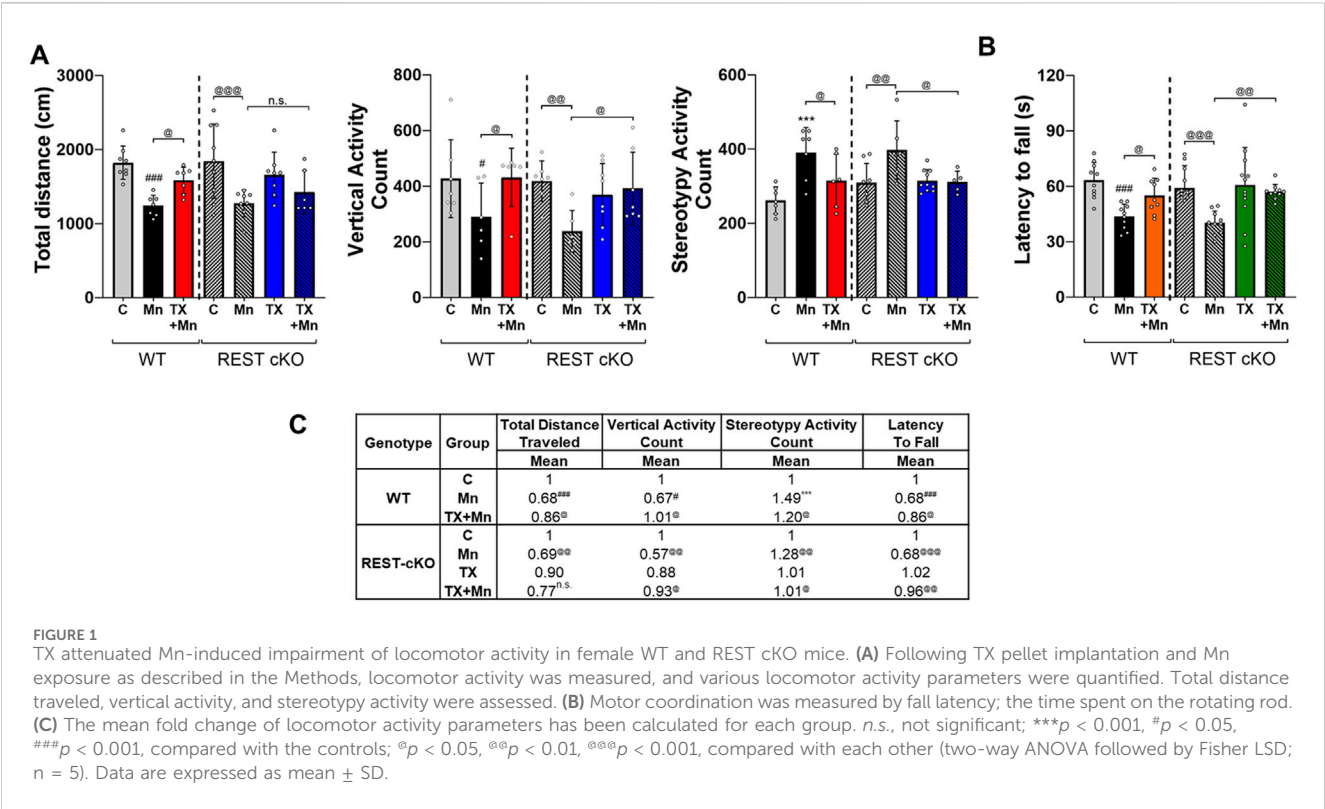 A
B
Total distance (cm)
3000
2000
1000
0
@@@
n.s.
@
###
C Mn TX C Mn TX TX
+Mn +Mn
WT REST cKO
Vertical Activity
Count
800
600
400
200
0
@@
@
@
#
C Mn TX C Mn TX TX
+Mn +Mn
WT REST cKO
Stereotypy Activity
Count
600
400
200
0
@@
@
@
***
C Mn TX C Mn TX TX
+Mn +Mn
WT REST cKO
Latency to fall (s)
120
90
60
30
0
@@
@@@
@
###
C Mn TX C Mn TX TX
+Mn +Mn
WT REST cKO
C
Genotype Group Total Distance Traveled Vertical Activity Count Stereotypy Activity Count Latency To Fall
Mean Mean Mean Mean
WT C 1 1 1 1
Mn 0.68### 0.67# 1.49*** 0.68###
TX+Mn 0.86@ 1.01@ 1.20@ 0.86@
REST-cKO C 1 1 1 1
Mn 0.69@@ 0.57@@ 1.28@@ 0.68@@@
TX 0.90 0.88 1.01 1.02
TX+Mn 0.77n.s. 0.93@ 1.01@ 0.96@@
FIGURE 1
TX attenuated Mn-induced impairment of locomotor activity in female WT and REST cKO mice. (A) Following TX pellet implantation and Mn
exposure as described in the Methods, locomotor activity was measured, and various locomotor activity parameters were quantified. Total distance
traveled, vertical activity, and stereotypy activity were assessed. (B) Motor coordination was measured by fall latency; the time spent on the rotating rod.
(C) The mean fold change of locomotor activity parameters has been calculated for each group. n.s., not significant; ***p < 0.001, #p < 0.05,
###p < 0.001, compared with the controls; @p < 0.05, @@p < 0.01, @@@p < 0.001, compared with each other (two-way ANOVA followed by Fisher LSD;
n = 5). Data are expressed as mean ± SD.